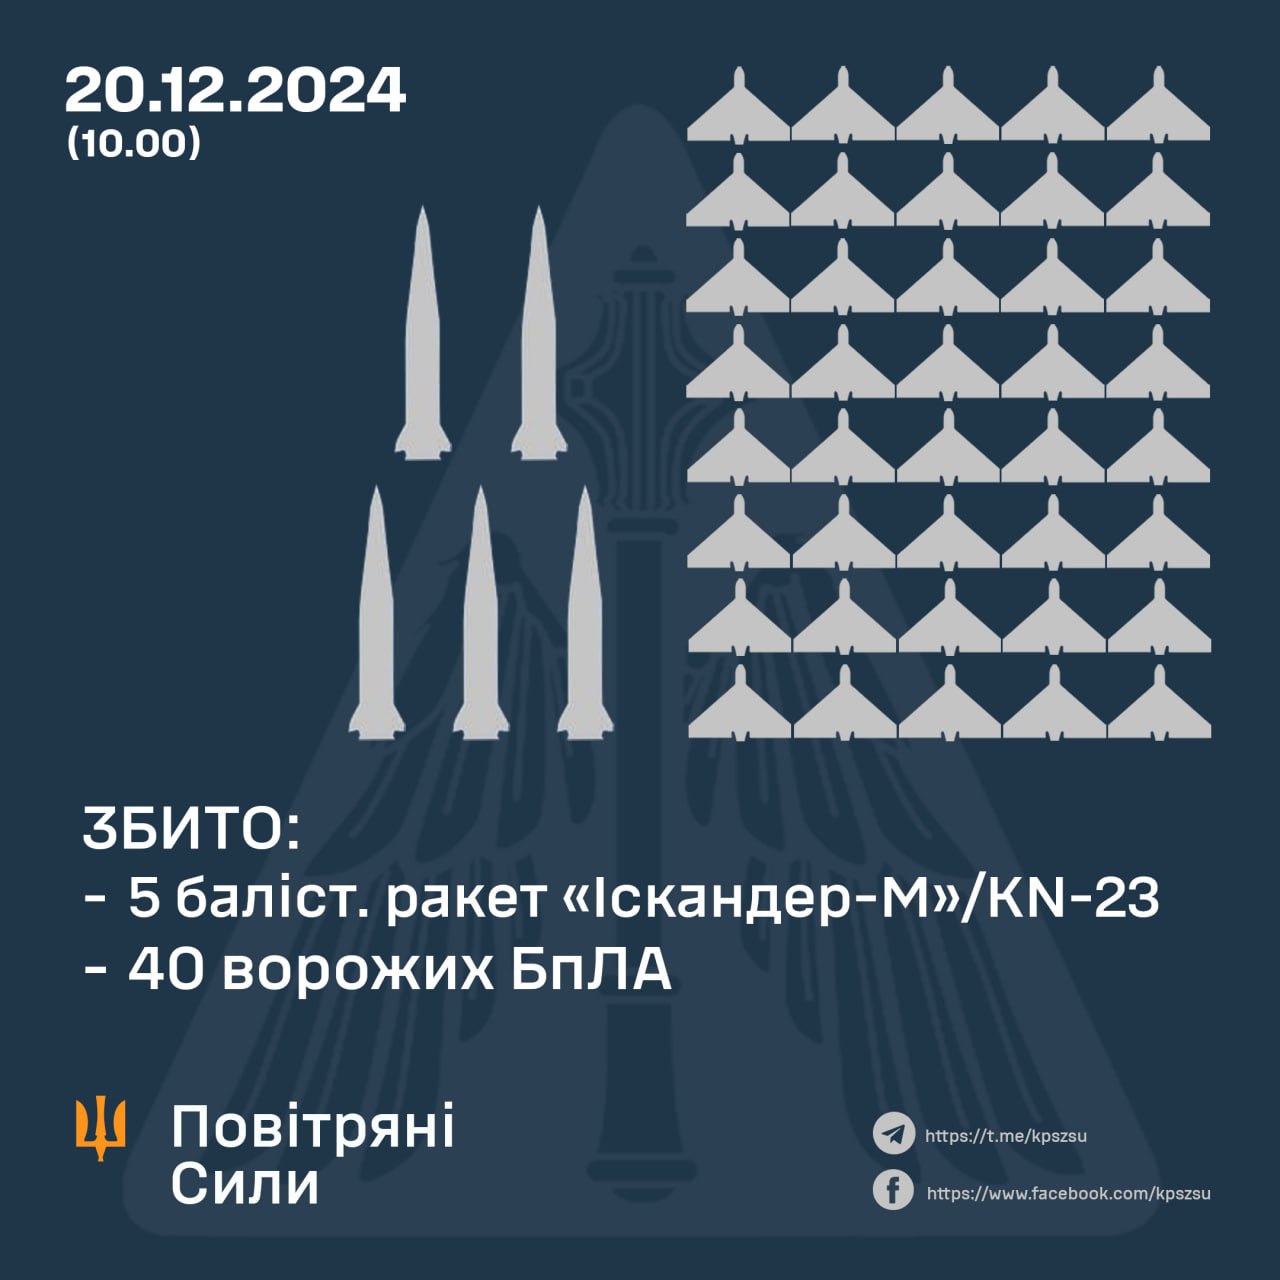 20.12.2024
(10.00)
ЗБИТО:
- 5 баліст. ракет «Іскандер-М»/KN-23
- 40 ворожих БпЛА
Повітряні
Сили
https://t.me/kpszsu
https://www.facebook.com/kpszsu